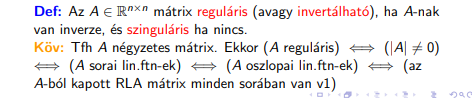 Def: Az A ∈ ℝⁿˣⁿ mátrix reguláris (avagy invertálható), ha A-nak
van inverze, és szinguláris ha nincs.
Köv: Tfh A négyzetes mátrix. Ekkor (A reguláris) ⟺ (|A| ≠ 0)
⟺ (A sorai lin.ftn-ek) ⟺ (A oszlopai lin.ftn-ek) ⟺ (az
A-ból kapott RLA mátrix minden sorában van v1)